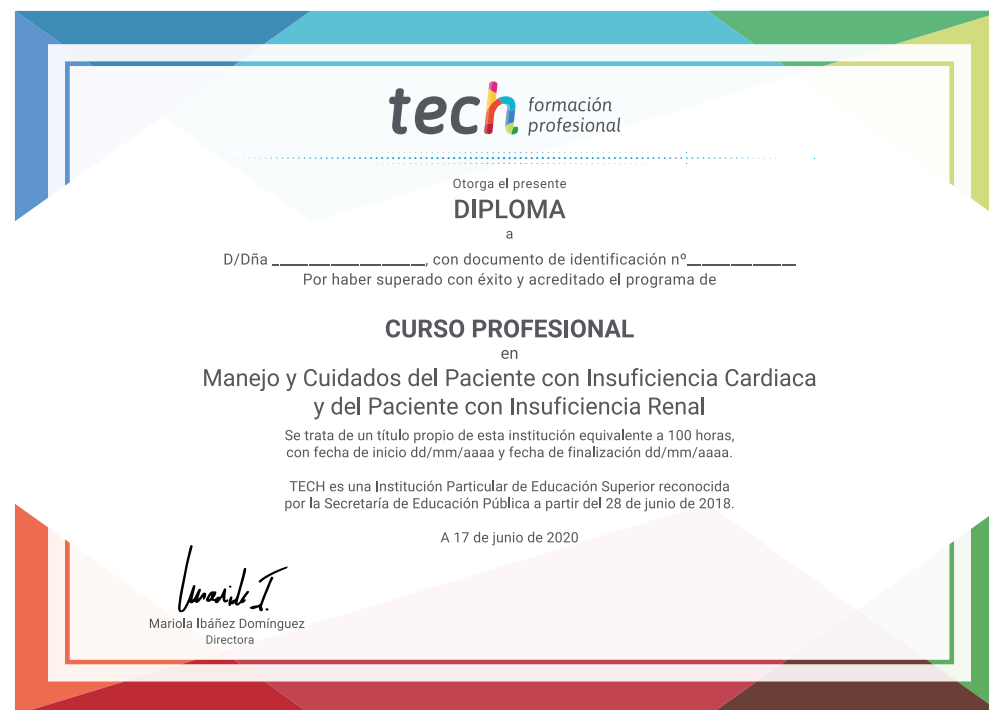 tech formación
profesional
Otorga el presente
DIPLOMA
a
D/Dña ____________________, con documento de identificación nº______________
Por haber superado con éxito y acreditado el programa de
CURSO PROFESIONAL
en
Manejo y Cuidados del Paciente con Insuficiencia Cardiaca
y del Paciente con Insuficiencia Renal
Se trata de un título propio de esta institución equivalente a 100 horas,
con fecha de inicio dd/mm/aaaa y fecha de finalización dd/mm/aaaa.
TECH es una Institución Particular de Educación Superior reconocida
por la Secretaría de Educación Pública a partir del 28 de junio de 2018.
A 17 de junio de 2020
Mariola Ibáñez Domínguez
Directora